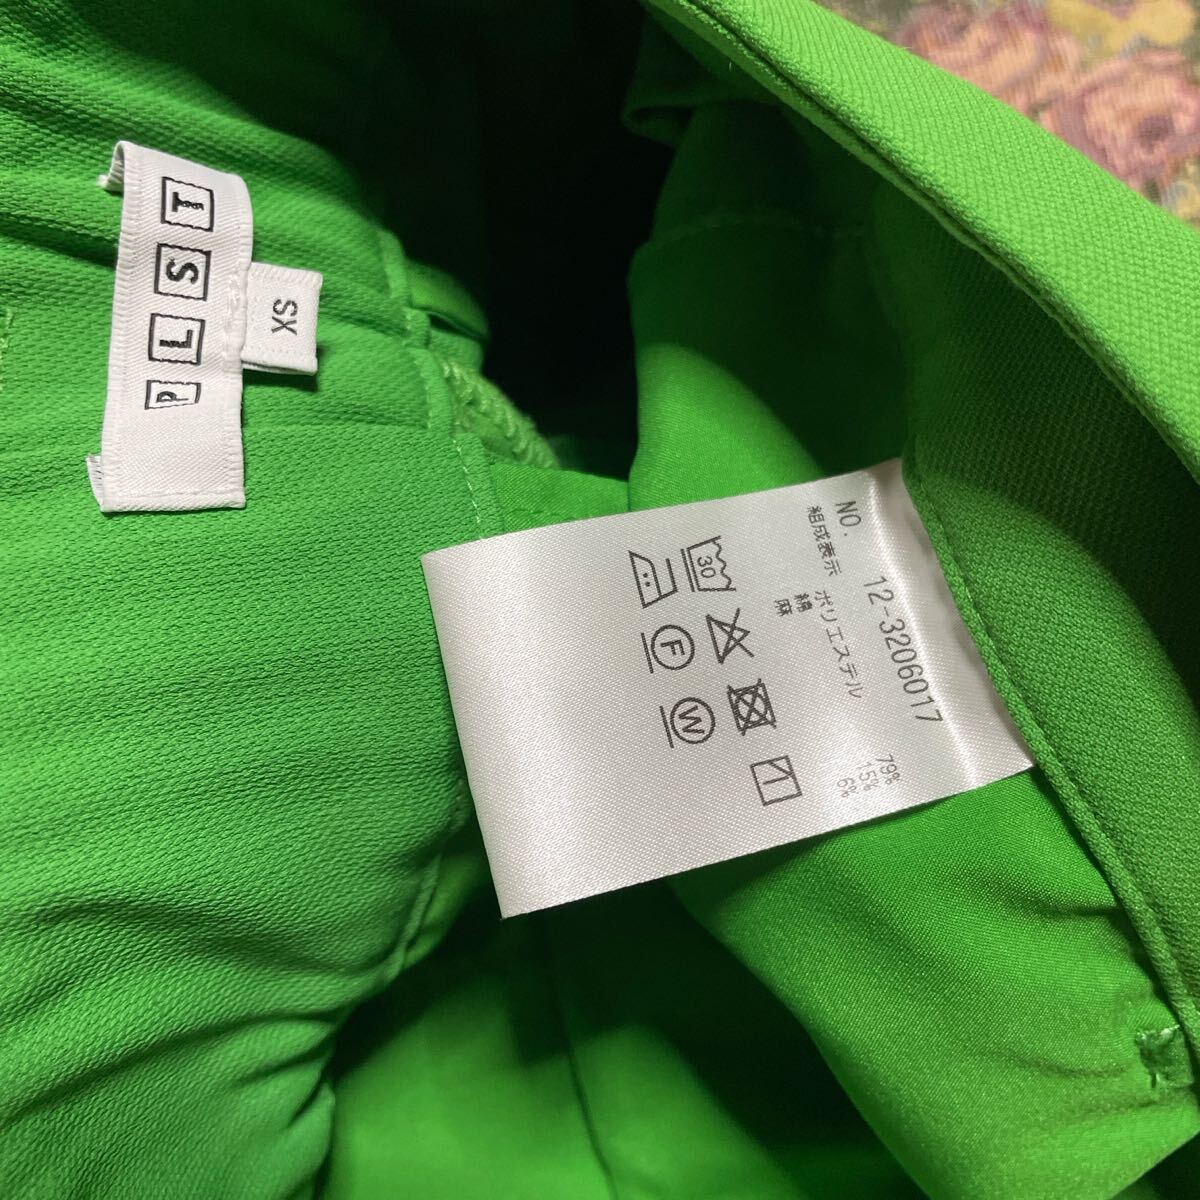 PLST
XS
NO. 12-3206017
組成表示 ポリエステル 79%
綿 15%
麻 6%
30
F W